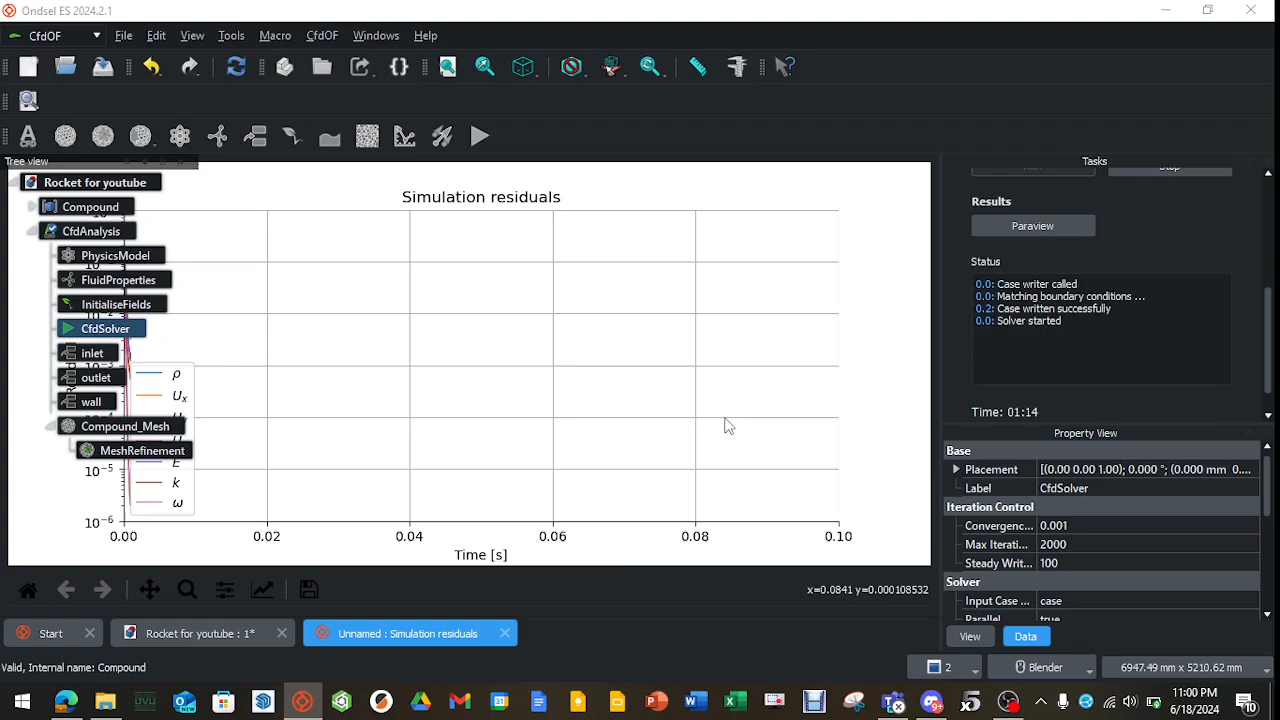 Ondsel ES 2024.2.1
CfdOF
File Edit View Tools Macro CfdOF Windows Help
Tree view
Rocket for youtube
Compound
CfdAnalysis
PhysicsModel
FluidProperties
InitialiseFields
CfdSolver
inlet
outlet
wall
Compound_Mesh
MeshRefinement
Simulation residuals
ρ
Uₓ
E
k
ω
10⁻⁵
10⁻⁶
0.00 0.02 0.04 0.06 0.08 0.10
Time [s]
x=0.0841 y=0.000108532
Tasks
Results
Paraview
Status
0.0: Case writer called
0.0: Matching boundary conditions ...
0.2: Case written successfully
0.0: Solver started
Time: 01:14
Property View
Base
Placement [(0.00 0.00 1.00); 0.000 °; (0.000 mm 0....
Label CfdSolver
Iteration Control
Convergenc... 0.001
Max Iterati... 2000
Steady Writ... 100
Solver
Input Case ... case
Parallel true
View Data
Start Rocket for youtube : 1* Unnamed : Simulation residuals
Valid, Internal name: Compound
2 Blender 6947.49 mm x 5210.62 mm
11:00 PM
6/18/2024